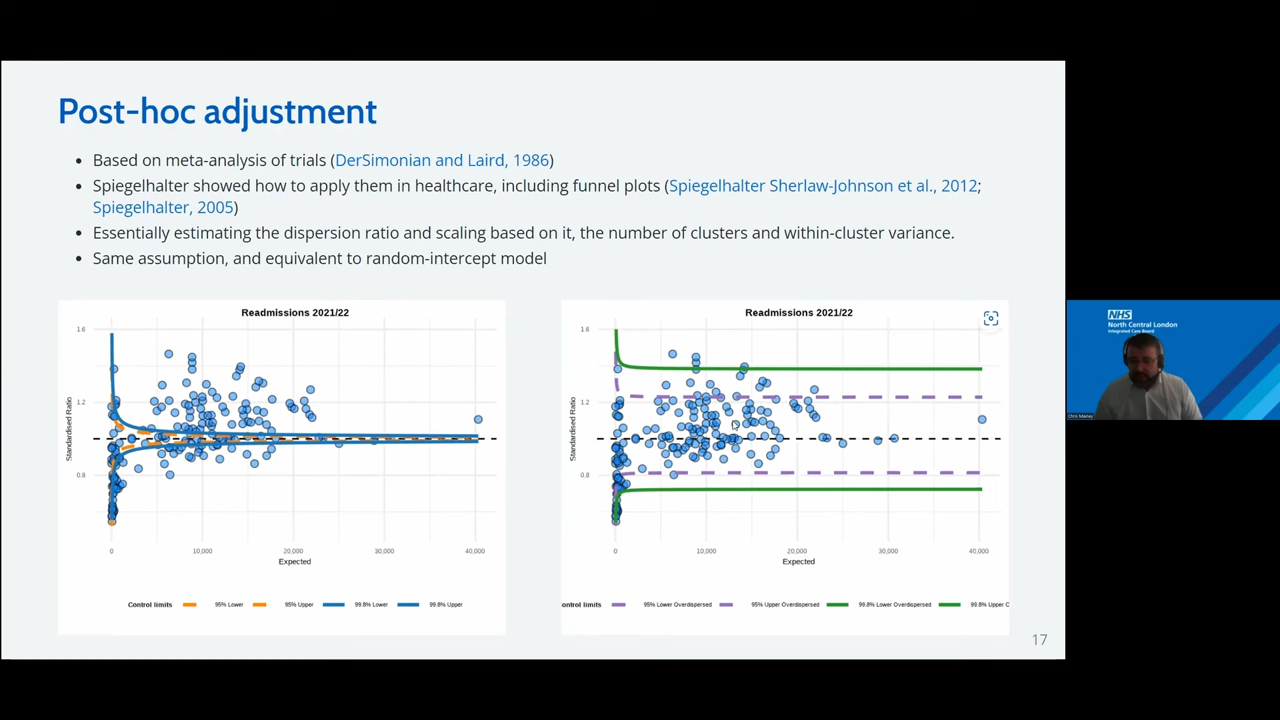 Post-hoc adjustment
• Based on meta-analysis of trials (DerSimonian and Laird, 1986)
• Spiegelhalter showed how to apply them in healthcare, including funnel plots (Spiegelhalter Sherlaw-Johnson et al., 2012;
Spiegelhalter, 2005)
• Essentially estimating the dispersion ratio and scaling based on it, the number of clusters and within-cluster variance.
• Same assumption, and equivalent to random-intercept model
Readmissions 2021/22
1.6
1.2
0.8
Standardised Ratio
0 10,000 20,000 30,000 40,000
Expected
Control limits 95% Lower 95% Upper 99.8% Lower 99.8% Upper
Readmissions 2021/22
1.6
1.2
0.8
Standardised Ratio
0 10,000 20,000 30,000 40,000
Expected
ontrol limits 95% Lower Overdispersed 95% Upper Overdispersed 99.8% Lower Overdispersed 99.8% Upper O
17
NHS
North Central London
Integrated Care Board
Chris Mainey